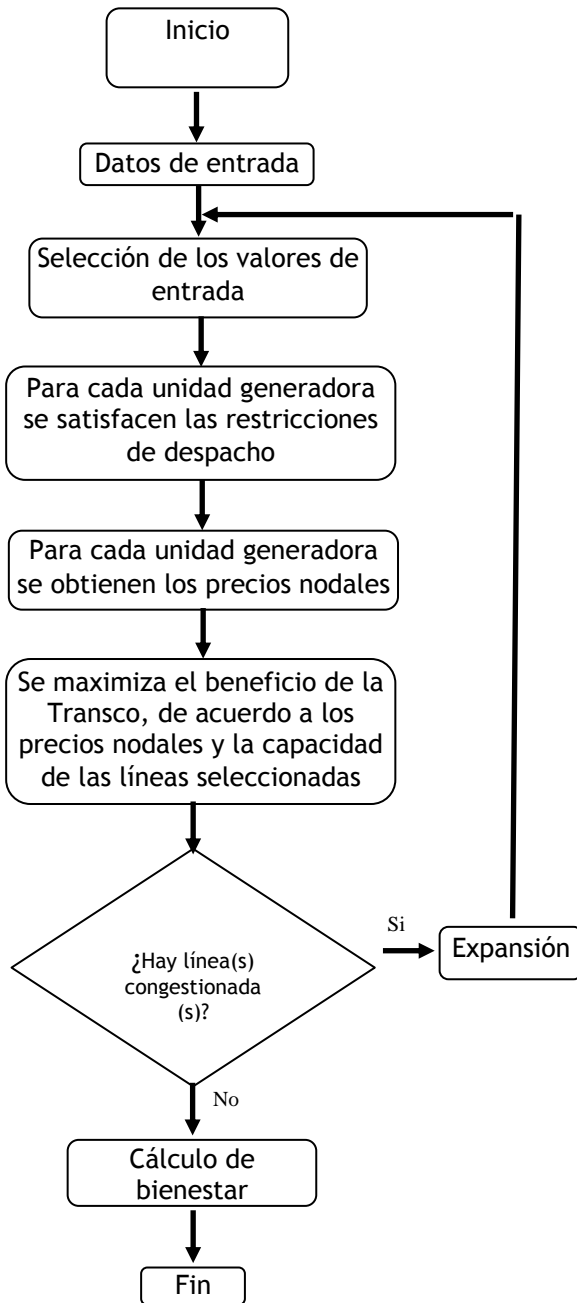 Inicio
Datos de entrada
Selección de los valores de
entrada
Para cada unidad generadora
se satisfacen las restricciones
de despacho
Para cada unidad generadora
se obtienen los precios nodales
Se maximiza el beneficio de la
Transco, de acuerdo a los
precios nodales y la capacidad
de las líneas seleccionadas
¿Hay línea(s)
congestionada
(s)?
Si
Expansión
No
Cálculo de
bienestar
Fin